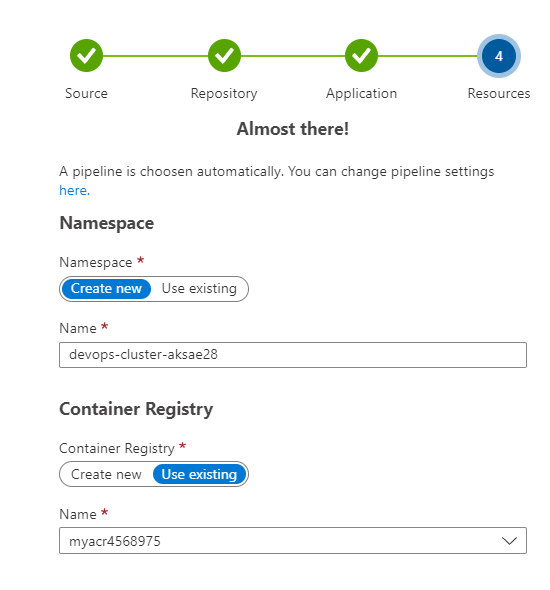 4
Source Repository Application Resources
Almost there!
A pipeline is choosen automatically. You can change pipeline settings
here.
Namespace
Namespace *
Create new Use existing
Name *
devops-cluster-aksae28
Container Registry
Container Registry *
Create new Use existing
Name *
myacr4568975